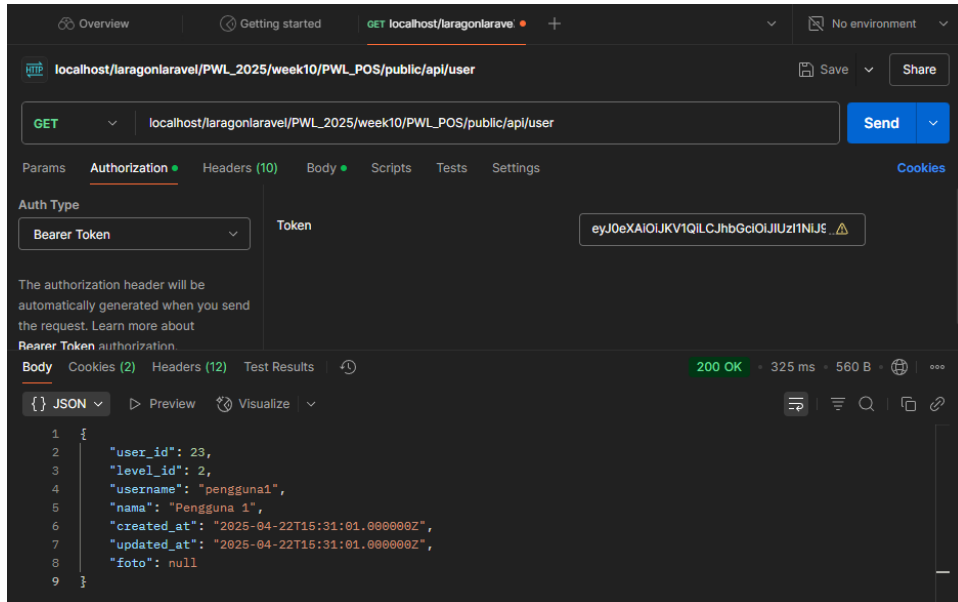 Overview Getting started GET localhost/laragonlarave No environment
HTTP localhost/laragonlaravel/PWL_2025/week10/PWL_POS/public/api/user Save Share
GET localhost/laragonlaravel/PWL_2025/week10/PWL_POS/public/api/user Send
Params Authorization Headers (10) Body Scripts Tests Settings Cookies
Auth Type
Bearer Token
Token eyJ0eXAiOiJKV1QiLCJhbGciOiJIUzI1NiJ9...
The authorization header will be
automatically generated when you send
the request. Learn more about
Bearer Token authorization.
Body Cookies (2) Headers (12) Test Results 200 OK 325 ms 560 B
{} JSON Preview Visualize
1 {
2 "user_id": 23,
3 "level_id": 2,
4 "username": "pengguna1",
5 "nama": "Pengguna 1",
6 "created_at": "2025-04-22T15:31:01.000000Z",
7 "updated_at": "2025-04-22T15:31:01.000000Z",
8 "foto": null
9 }